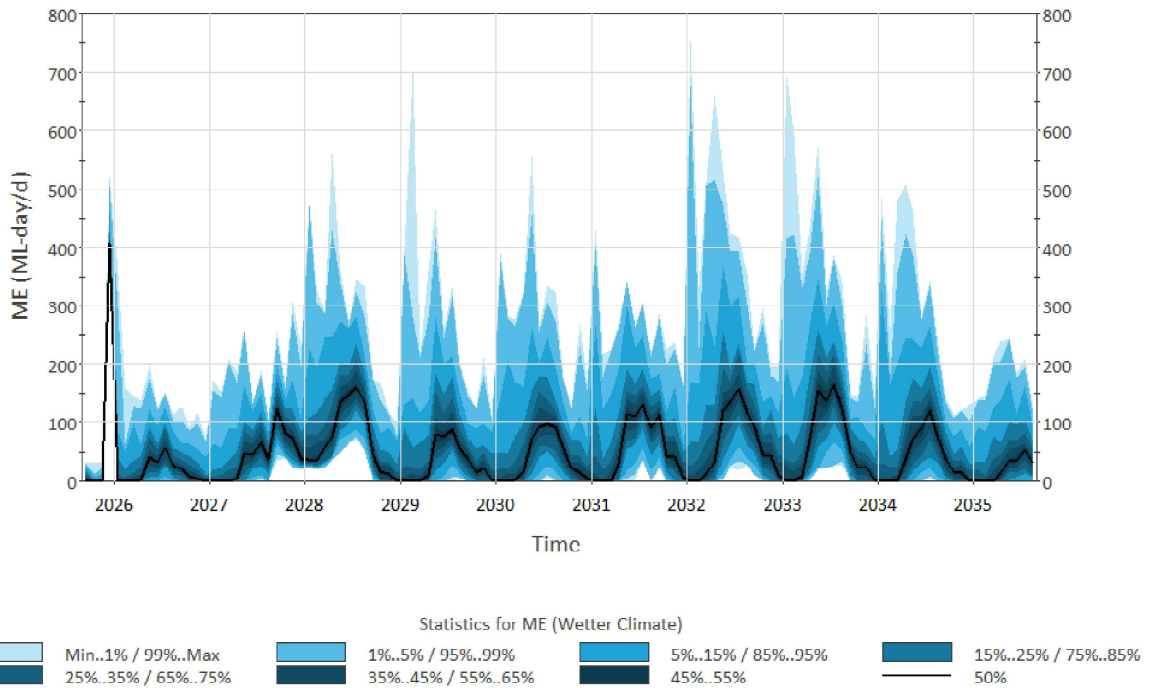 800 800
700 700
600 600
500 500
400 400
300 300
200 200
100 100
0 0
ME (ML-day/d)
2026 2027 2028 2029 2030 2031 2032 2033 2034 2035
Time
Statistics for ME (Wetter Climate)
Min..1% / 99%..Max 1%..5% / 95%..99% 5%..15% / 85%..95% 15%..25% / 75%..85%
25%..35% / 65%..75% 35%..45% / 55%..65% 45%..55% 50%